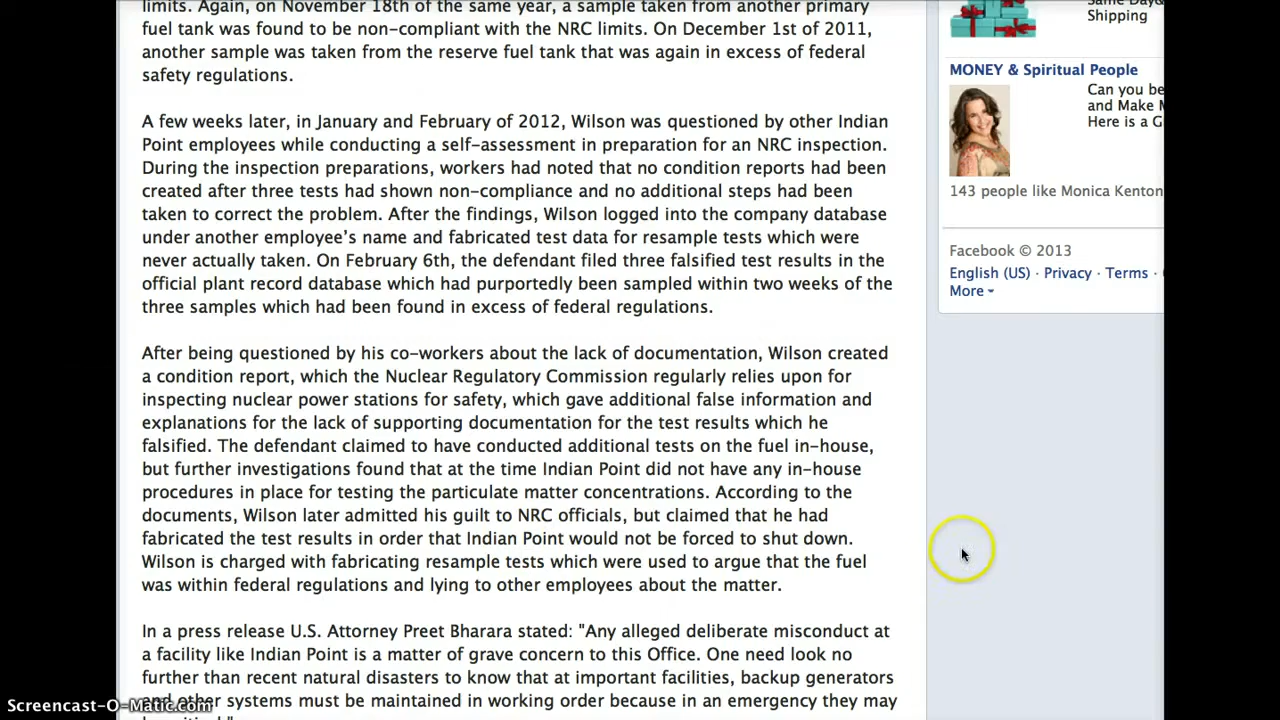 limits. Again, on November 18th of the same year, a sample taken from another primary
fuel tank was found to be non-compliant with the NRC limits. On December 1st of 2011,
another sample was taken from the reserve fuel tank that was again in excess of federal
safety regulations.
A few weeks later, in January and February of 2012, Wilson was questioned by other Indian
Point employees while conducting a self-assessment in preparation for an NRC inspection.
During the inspection preparations, workers had noted that no condition reports had been
created after three tests had shown non-compliance and no additional steps had been
taken to correct the problem. After the findings, Wilson logged into the company database
under another employee’s name and fabricated test data for resample tests which were
never actually taken. On February 6th, the defendant filed three falsified test results in the
official plant record database which had purportedly been sampled within two weeks of the
three samples which had been found in excess of federal regulations.
After being questioned by his co-workers about the lack of documentation, Wilson created
a condition report, which the Nuclear Regulatory Commission regularly relies upon for
inspecting nuclear power stations for safety, which gave additional false information and
explanations for the lack of supporting documentation for the test results which he
falsified. The defendant claimed to have conducted additional tests on the fuel in-house,
but further investigations found that at the time Indian Point did not have any in-house
procedures in place for testing the particulate matter concentrations. According to the
documents, Wilson later admitted his guilt to NRC officials, but claimed that he had
fabricated the test results in order that Indian Point would not be forced to shut down.
Wilson is charged with fabricating resample tests which were used to argue that the fuel
was within federal regulations and lying to other employees about the matter.
In a press release U.S. Attorney Preet Bharara stated: "Any alleged deliberate misconduct at
a facility like Indian Point is a matter of grave concern to this Office. One need look no
further than recent natural disasters to know that at important facilities, backup generators
and other systems must be maintained in working order because in an emergency they may
Shipping
MONEY & Spiritual People
Can you be
and Make M
Here is a G
143 people like Monica Kenton
Facebook © 2013
English (US) · Privacy · Terms ·
More
Screencast-O-Matic.com